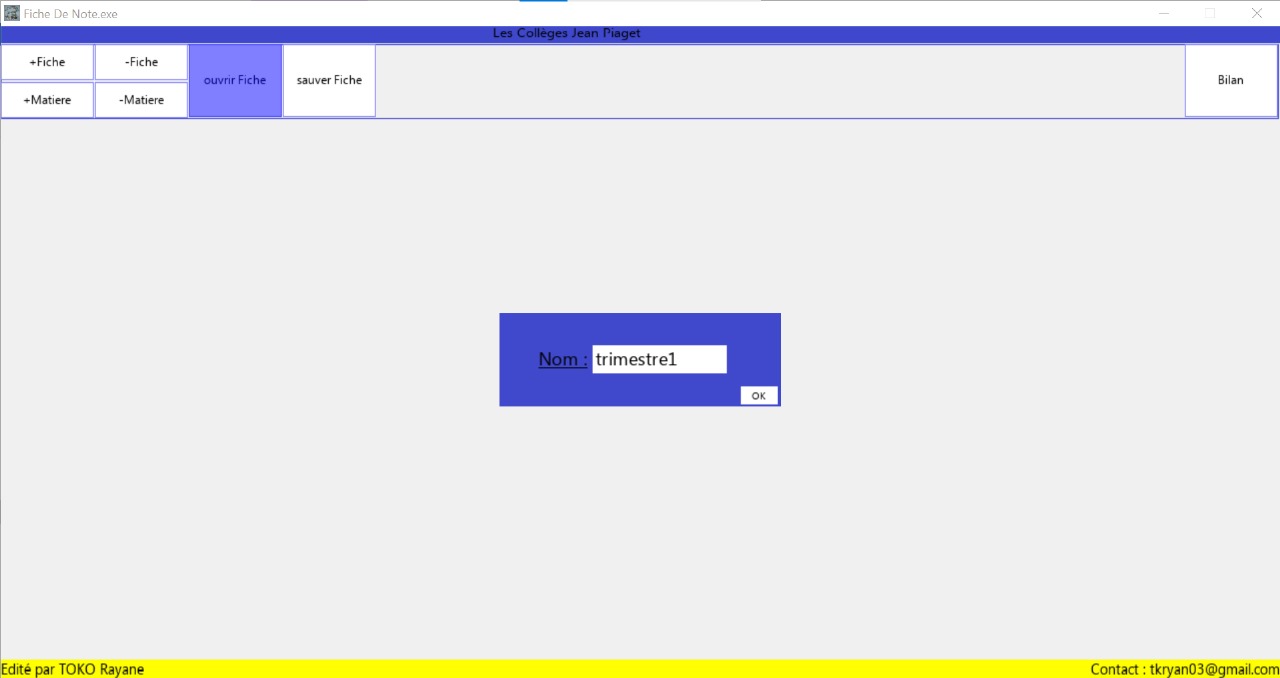 Fiche De Note.exe
Les Collèges Jean Piaget
+Fiche
-Fiche
ouvrir Fiche
sauver Fiche
Bilan
+Matiere
-Matiere
Nom : trimestre1
OK
Edité par TOKO Rayane
Contact : tkryan03@gmail.com